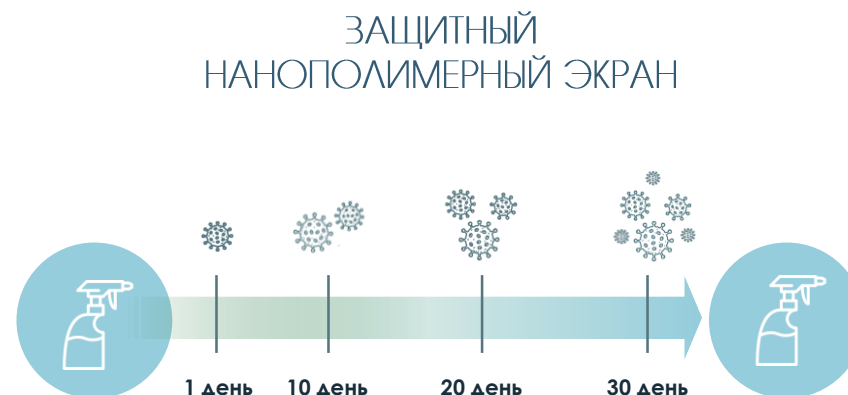 ЗАЩИТНЫЙ
НАНОПОЛИМЕРНЫЙ ЭКРАН
1 день 10 день 20 день 30 день